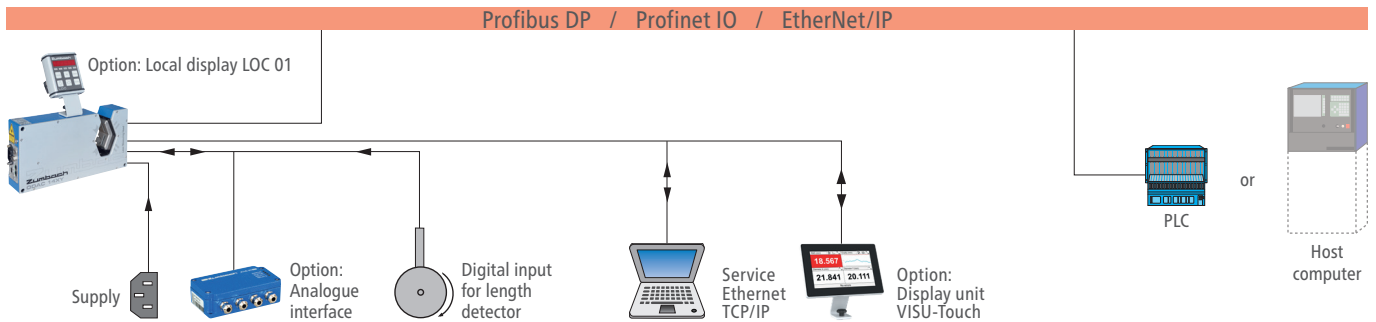 Profibus DP / Profinet IO / EtherNet/IP
Option: Local display LOC 01
Zumbach
Supply
Option:
Analogue
interface
Digital input
for length
detector
Service
Ethernet
TCP/IP
18.567
21.841 20.111
Option:
Display unit
VISU-Touch
PLC
or
Host
computer